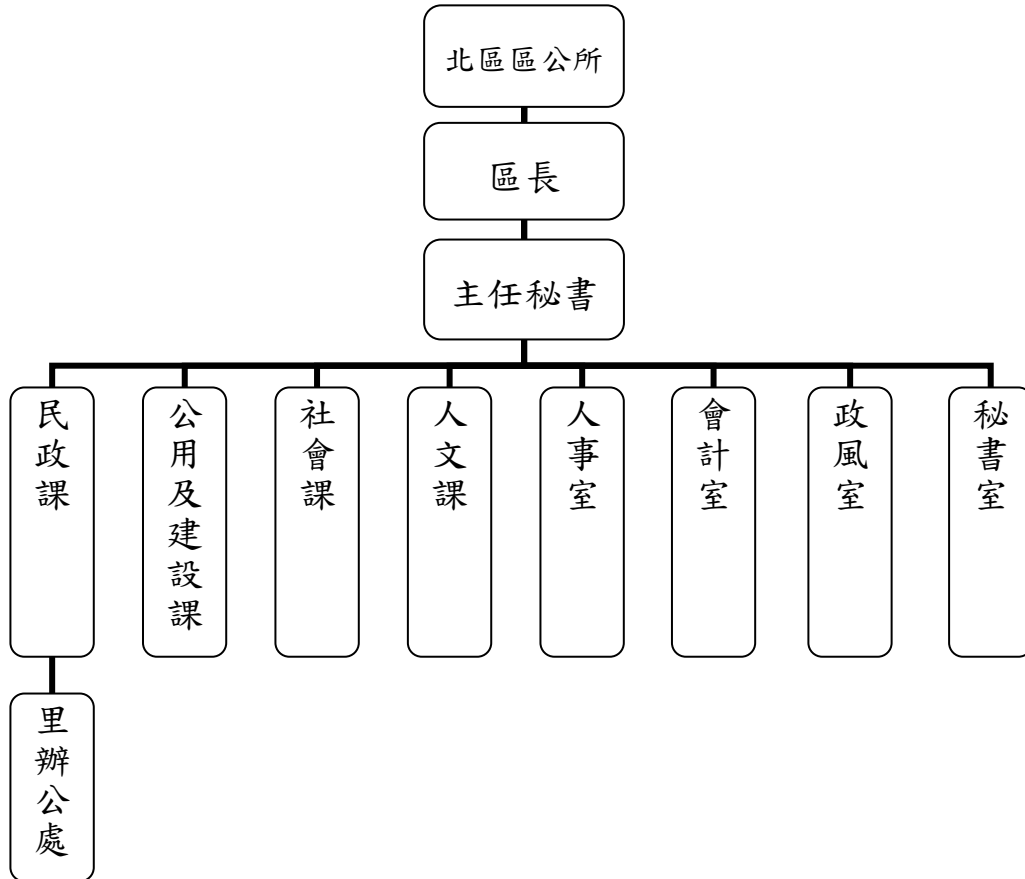 北區區公所
區長
主任秘書
民政課
公用及建設課
社會課
人文課
人事室
會計室
政風室
秘書室
里辦公處